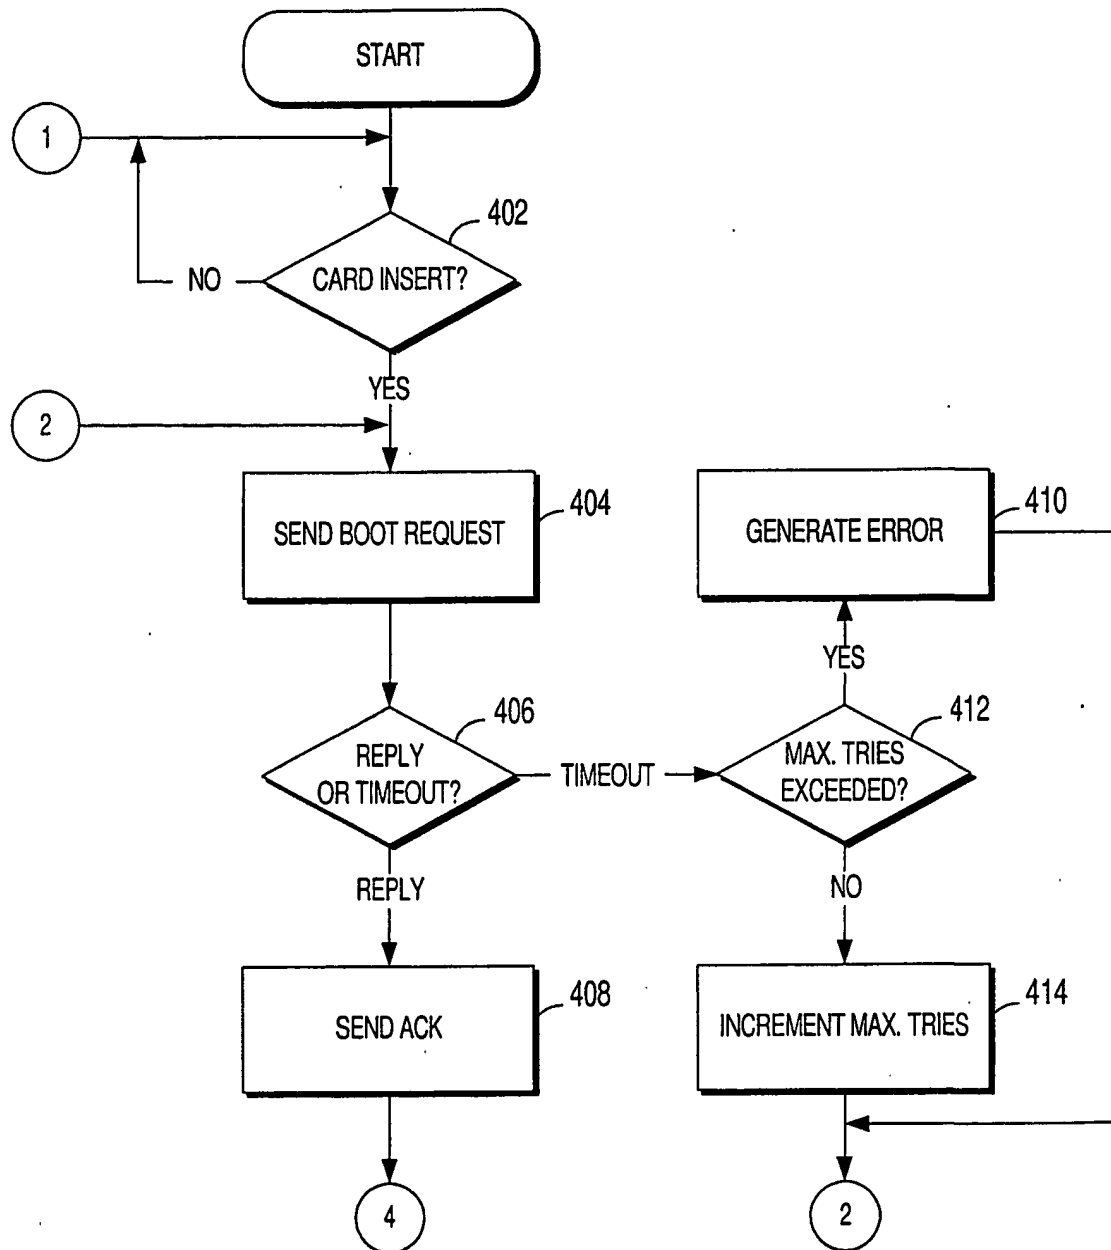 START
1
402
CARD INSERT?
NO
YES
2
404
SEND BOOT REQUEST
410
GENERATE ERROR
YES
406
REPLY
OR TIMEOUT?
TIMEOUT
412
MAX. TRIES
EXCEEDED?
REPLY
NO
408
SEND ACK
414
INCREMENT MAX. TRIES
4
2